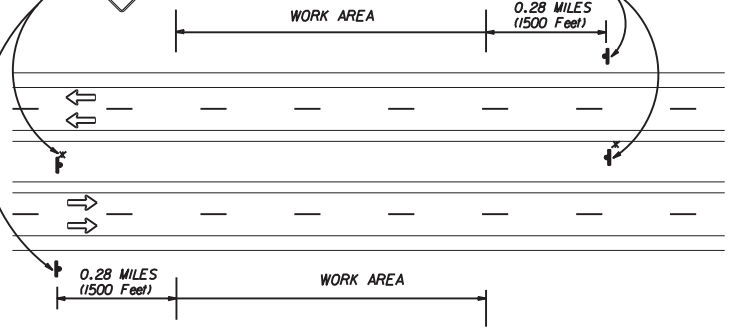 WORK AREA
0.28 MILES
(1500 Feet)
x
x
0.28 MILES
(1500 Feet)
WORK AREA